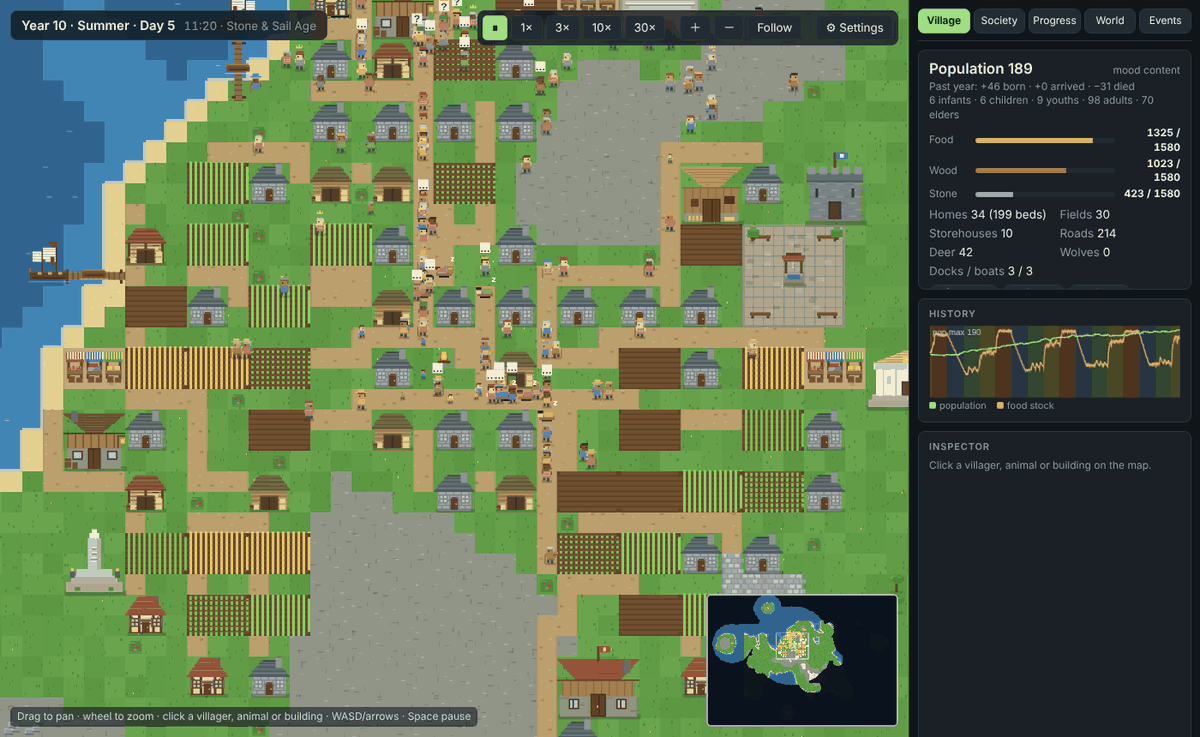 Year 10 · Summer · Day 5 11:20 · Stone & Sail Age
1× 3× 10× 30× + − Follow ⚙ Settings
Village Society Progress World Events
Population 189 mood content
Past year: +46 born · +0 arrived · −31 died
6 infants · 6 children · 9 youths · 98 adults · 70
elders
Food 1325 /
1580
Wood 1023 /
1580
Stone 423 / 1580
Homes 34 (199 beds) Fields 30
Storehouses 10 Roads 214
Deer 42 Wolves 0
Docks / boats 3 / 3
HISTORY
pop max 190
population food stock
INSPECTOR
Click a villager, animal or building on the map.
Drag to pan · wheel to zoom · click a villager, animal or building · WASD/arrows · Space pause